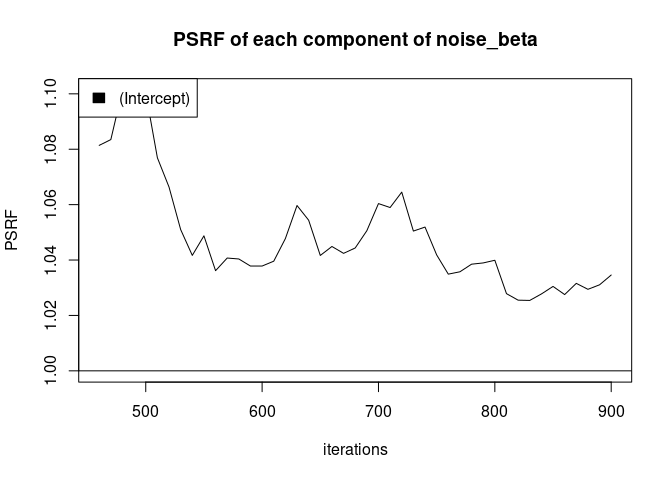 PSRF of each component of noise_beta
(Intercept)
PSRF
1.10
1.08
1.06
1.04
1.02
1.00
500 600 700 800 900
iterations